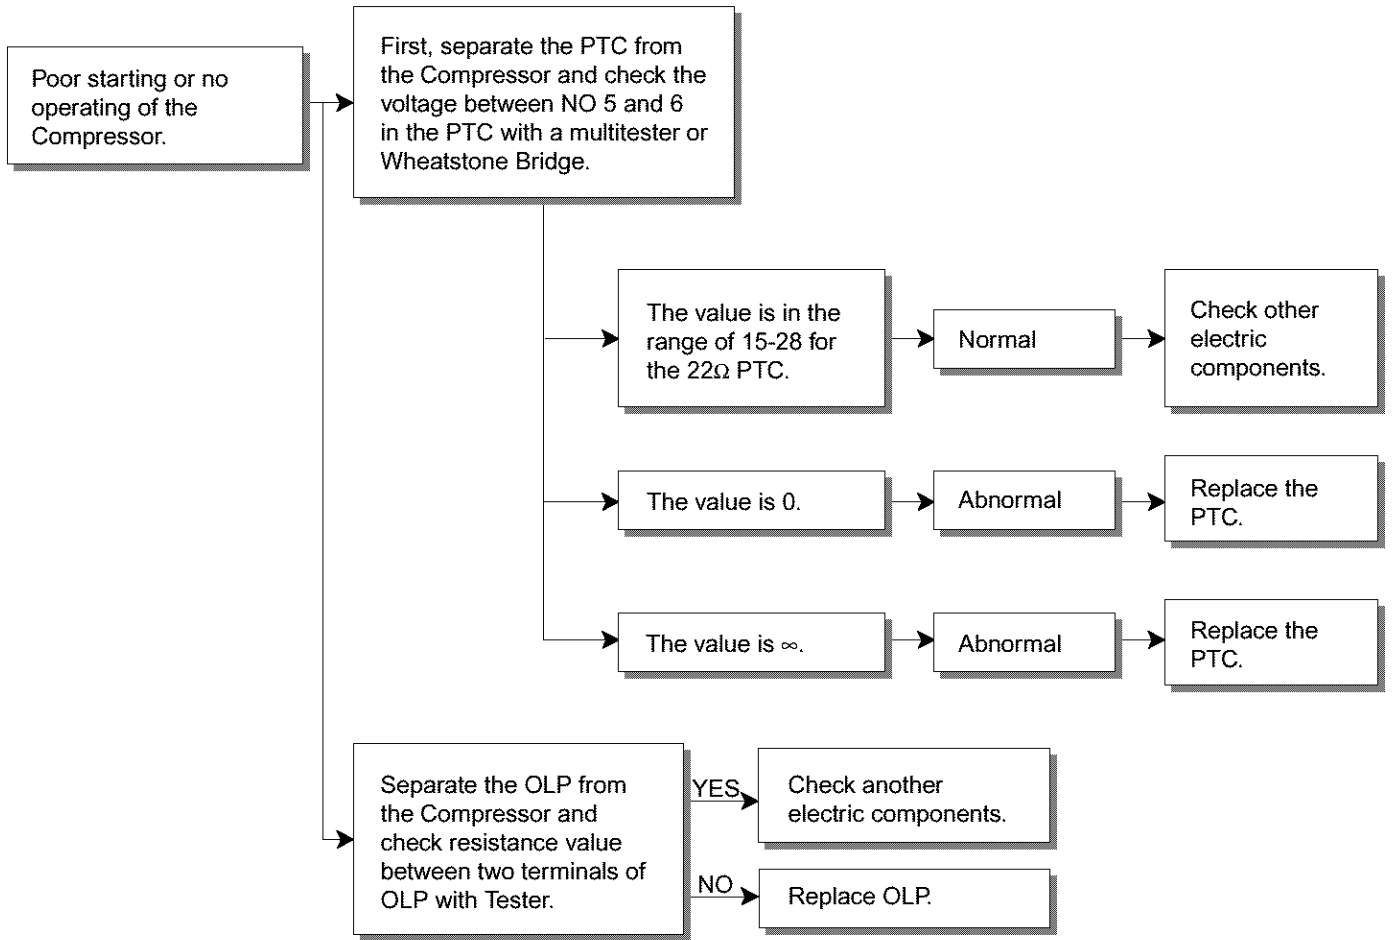 Poor starting or no
operating of the
Compressor.
First, separate the PTC from
the Compressor and check the
voltage between NO 5 and 6
in the PTC with a multitester or
Wheatstone Bridge.
The value is in the
range of 15-28 for
the 22Ω PTC.
Normal
Check other
electric
components.
The value is 0.
Abnormal
Replace the
PTC.
The value is ∞.
Abnormal
Replace the
PTC.
Separate the OLP from
the Compressor and
check resistance value
between two terminals of
OLP with Tester.
YES
Check another
electric components.
NO
Replace OLP.